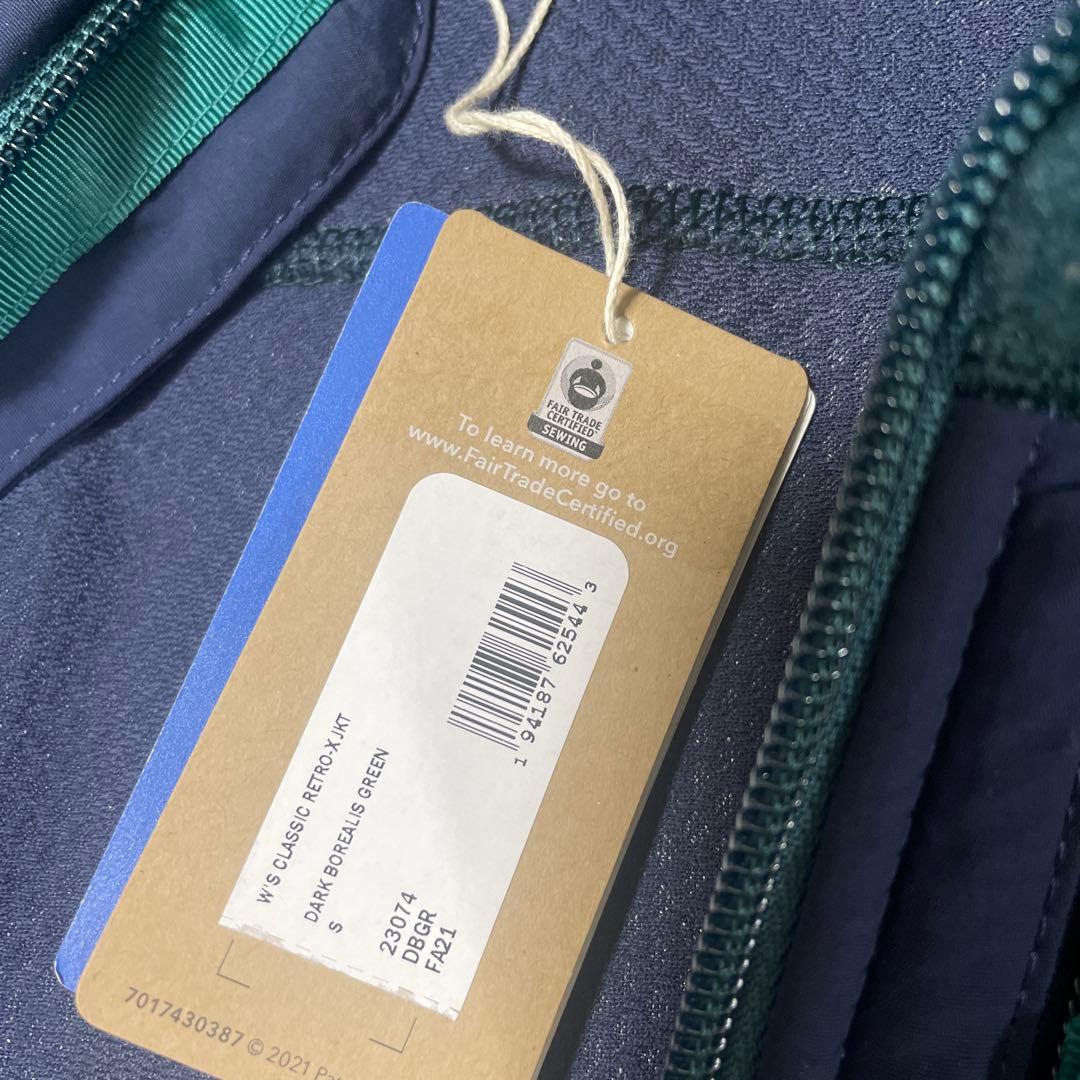 FAIR TRADE
CERTIFIED
SEWING
To learn more go to
www.FairTradeCertified.org
1 94187 62544 3
W'S CLASSIC RETRO-X JKT
DARK BOREALIS GREEN
S
23074
DBGR
FA21
7017430387 © 2021